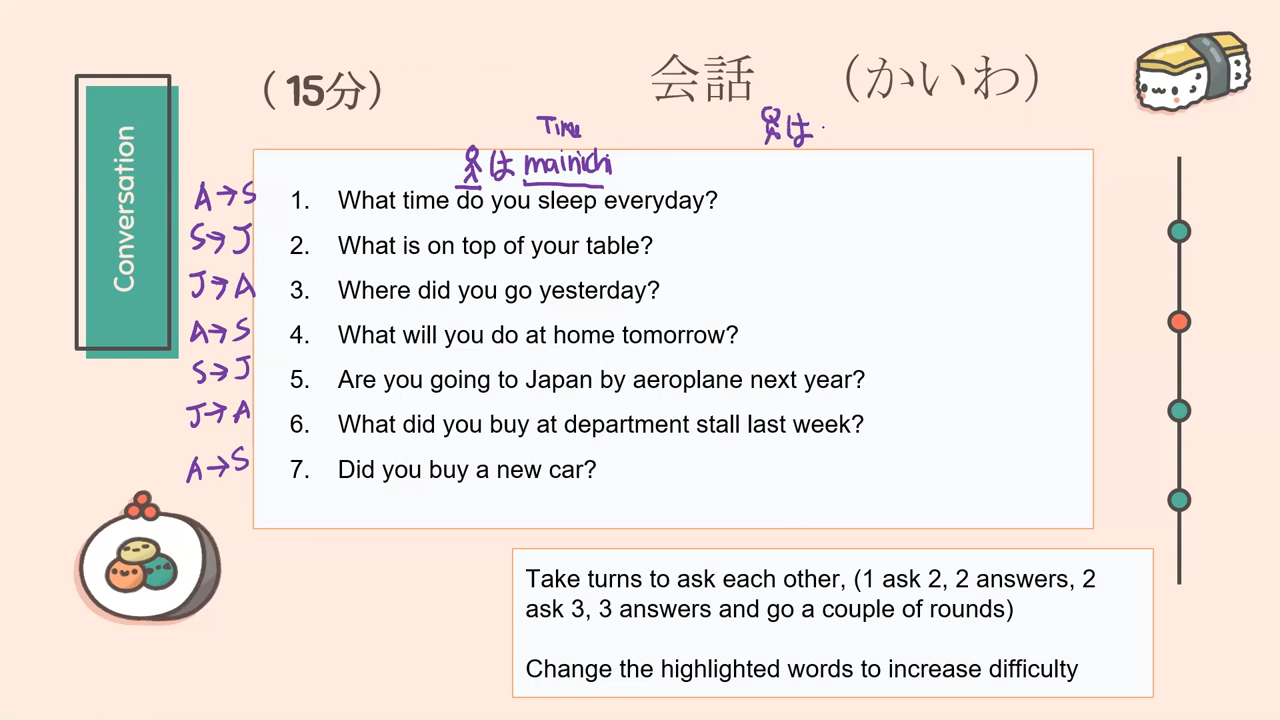 (15分)
会話 (かいわ)
Conversation
Time
は
は mainichi
A→S 1. What time do you sleep everyday?
S→J 2. What is on top of your table?
J→A 3. Where did you go yesterday?
A→S 4. What will you do at home tomorrow?
S→J 5. Are you going to Japan by aeroplane next year?
J→A 6. What did you buy at department stall last week?
A→S 7. Did you buy a new car?
Take turns to ask each other, (1 ask 2, 2 answers, 2
ask 3, 3 answers and go a couple of rounds)
Change the highlighted words to increase difficulty